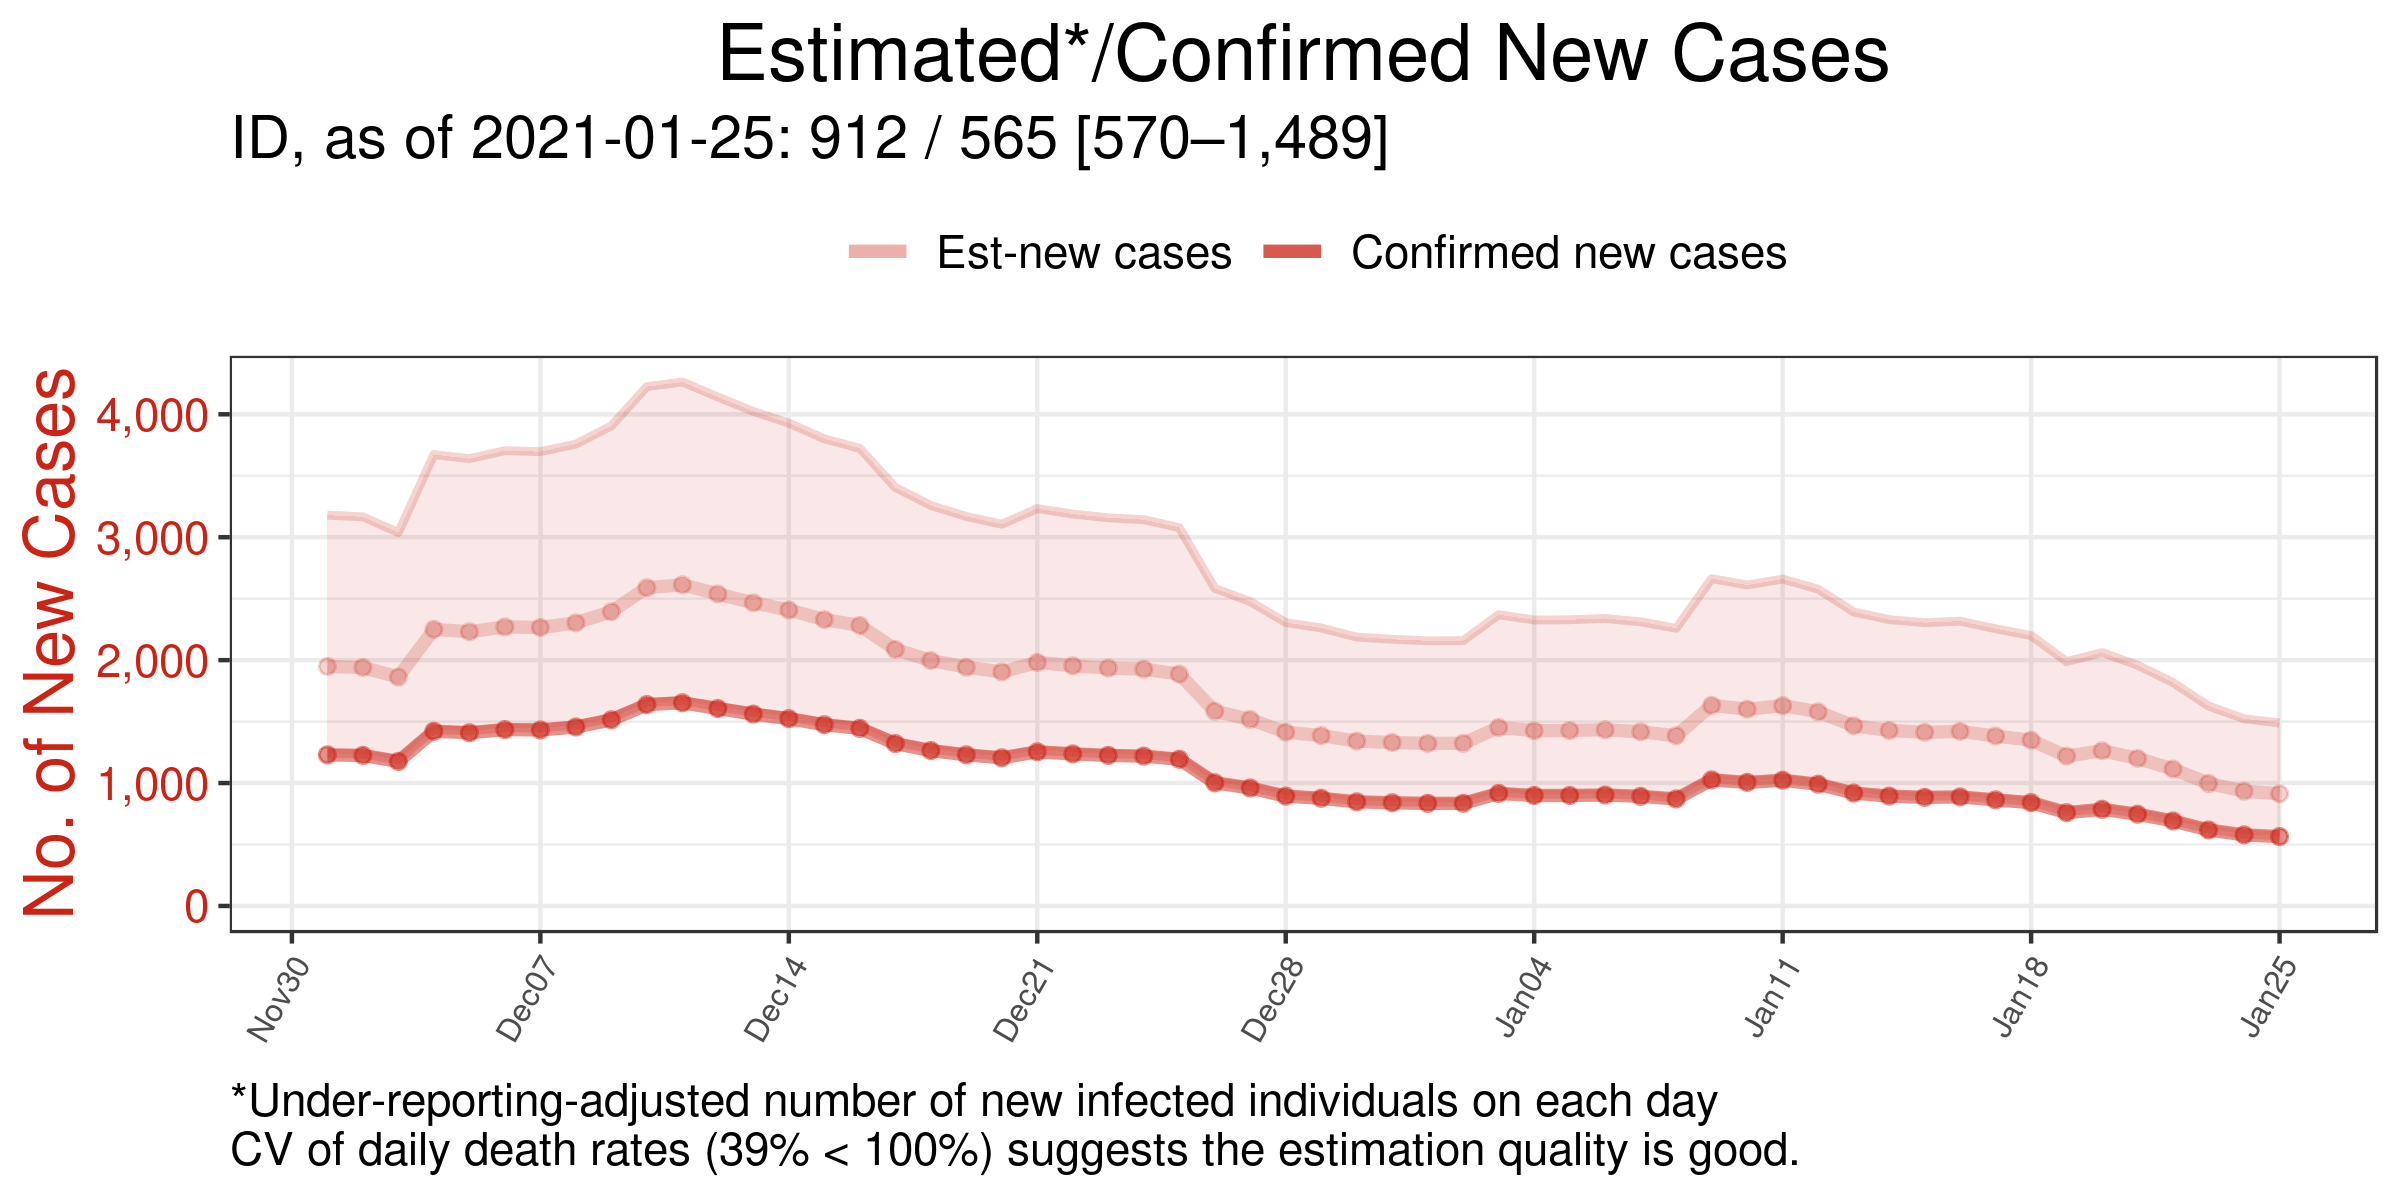 Estimated*/Confirmed New Cases
ID, as of 2021-01-25: 912 / 565 [570–1,489]
Est-new cases
Confirmed new cases
No. of New Cases
4,000
3,000
2,000
1,000
0
Nov30
Dec07
Dec14
Dec21
Dec28
Jan04
Jan11
Jan18
Jan25
*Under-reporting-adjusted number of new infected individuals on each day
CV of daily death rates (39% < 100%) suggests the estimation quality is good.